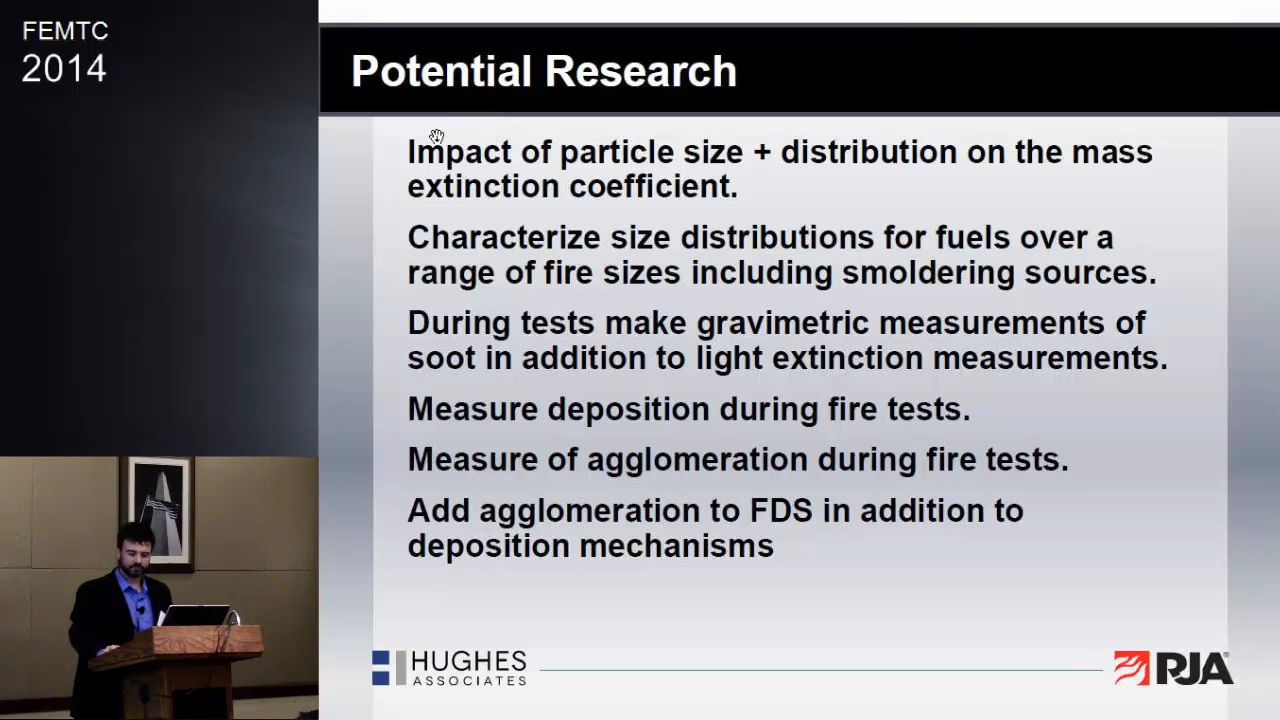 FEMTC
2014
Potential Research
Impact of particle size + distribution on the mass
extinction coefficient.
Characterize size distributions for fuels over a
range of fire sizes including smoldering sources.
During tests make gravimetric measurements of
soot in addition to light extinction measurements.
Measure deposition during fire tests.
Measure of agglomeration during fire tests.
Add agglomeration to FDS in addition to
deposition mechanisms
HUGHES
ASSOCIATES
RJA®